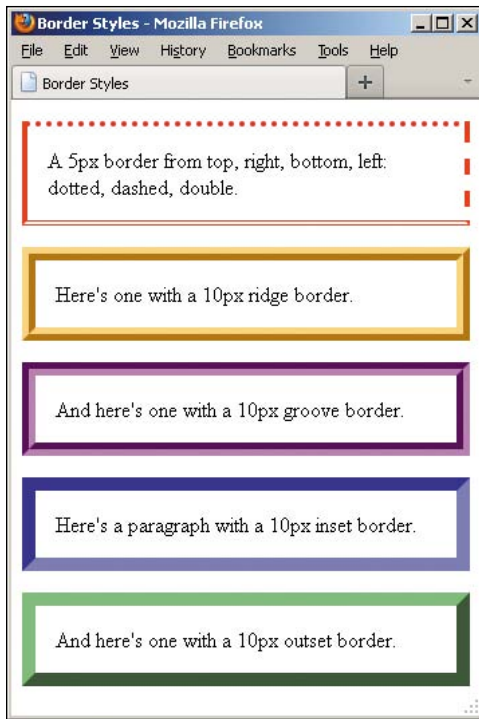 Border Styles - Mozilla Firefox
File Edit View History Bookmarks Tools Help
Border Styles
A 5px border from top, right, bottom, left:
dotted, dashed, double.
Here's one with a 10px ridge border.
And here's one with a 10px groove border.
Here's a paragraph with a 10px inset border.
And here's one with a 10px outset border.